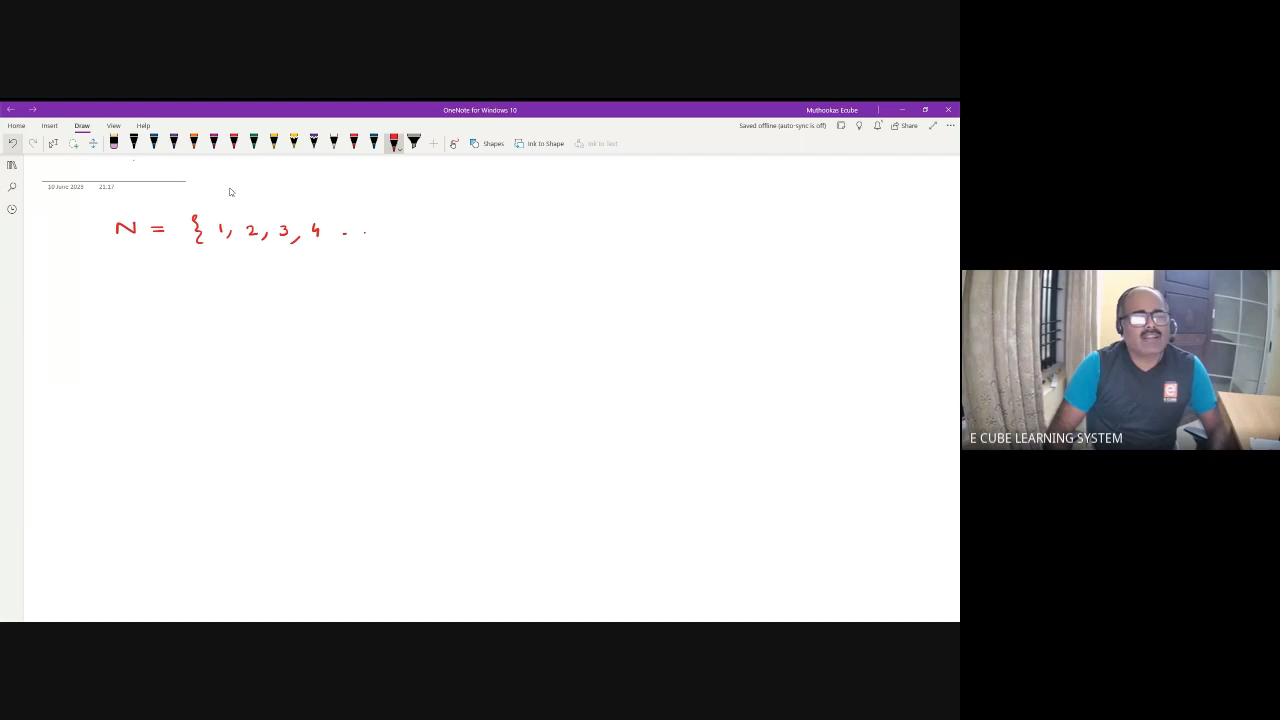 OneNote for Windows 10
Muthookas Ecube
Home Insert Draw View Help
Saved offline (auto-sync is off)
Share
Shapes
Ink to Shape
Ink to Text
10 June 2023 21:17
N = { 1, 2, 3, 4 . .
e
E CUBE
E CUBE LEARNING SYSTEM